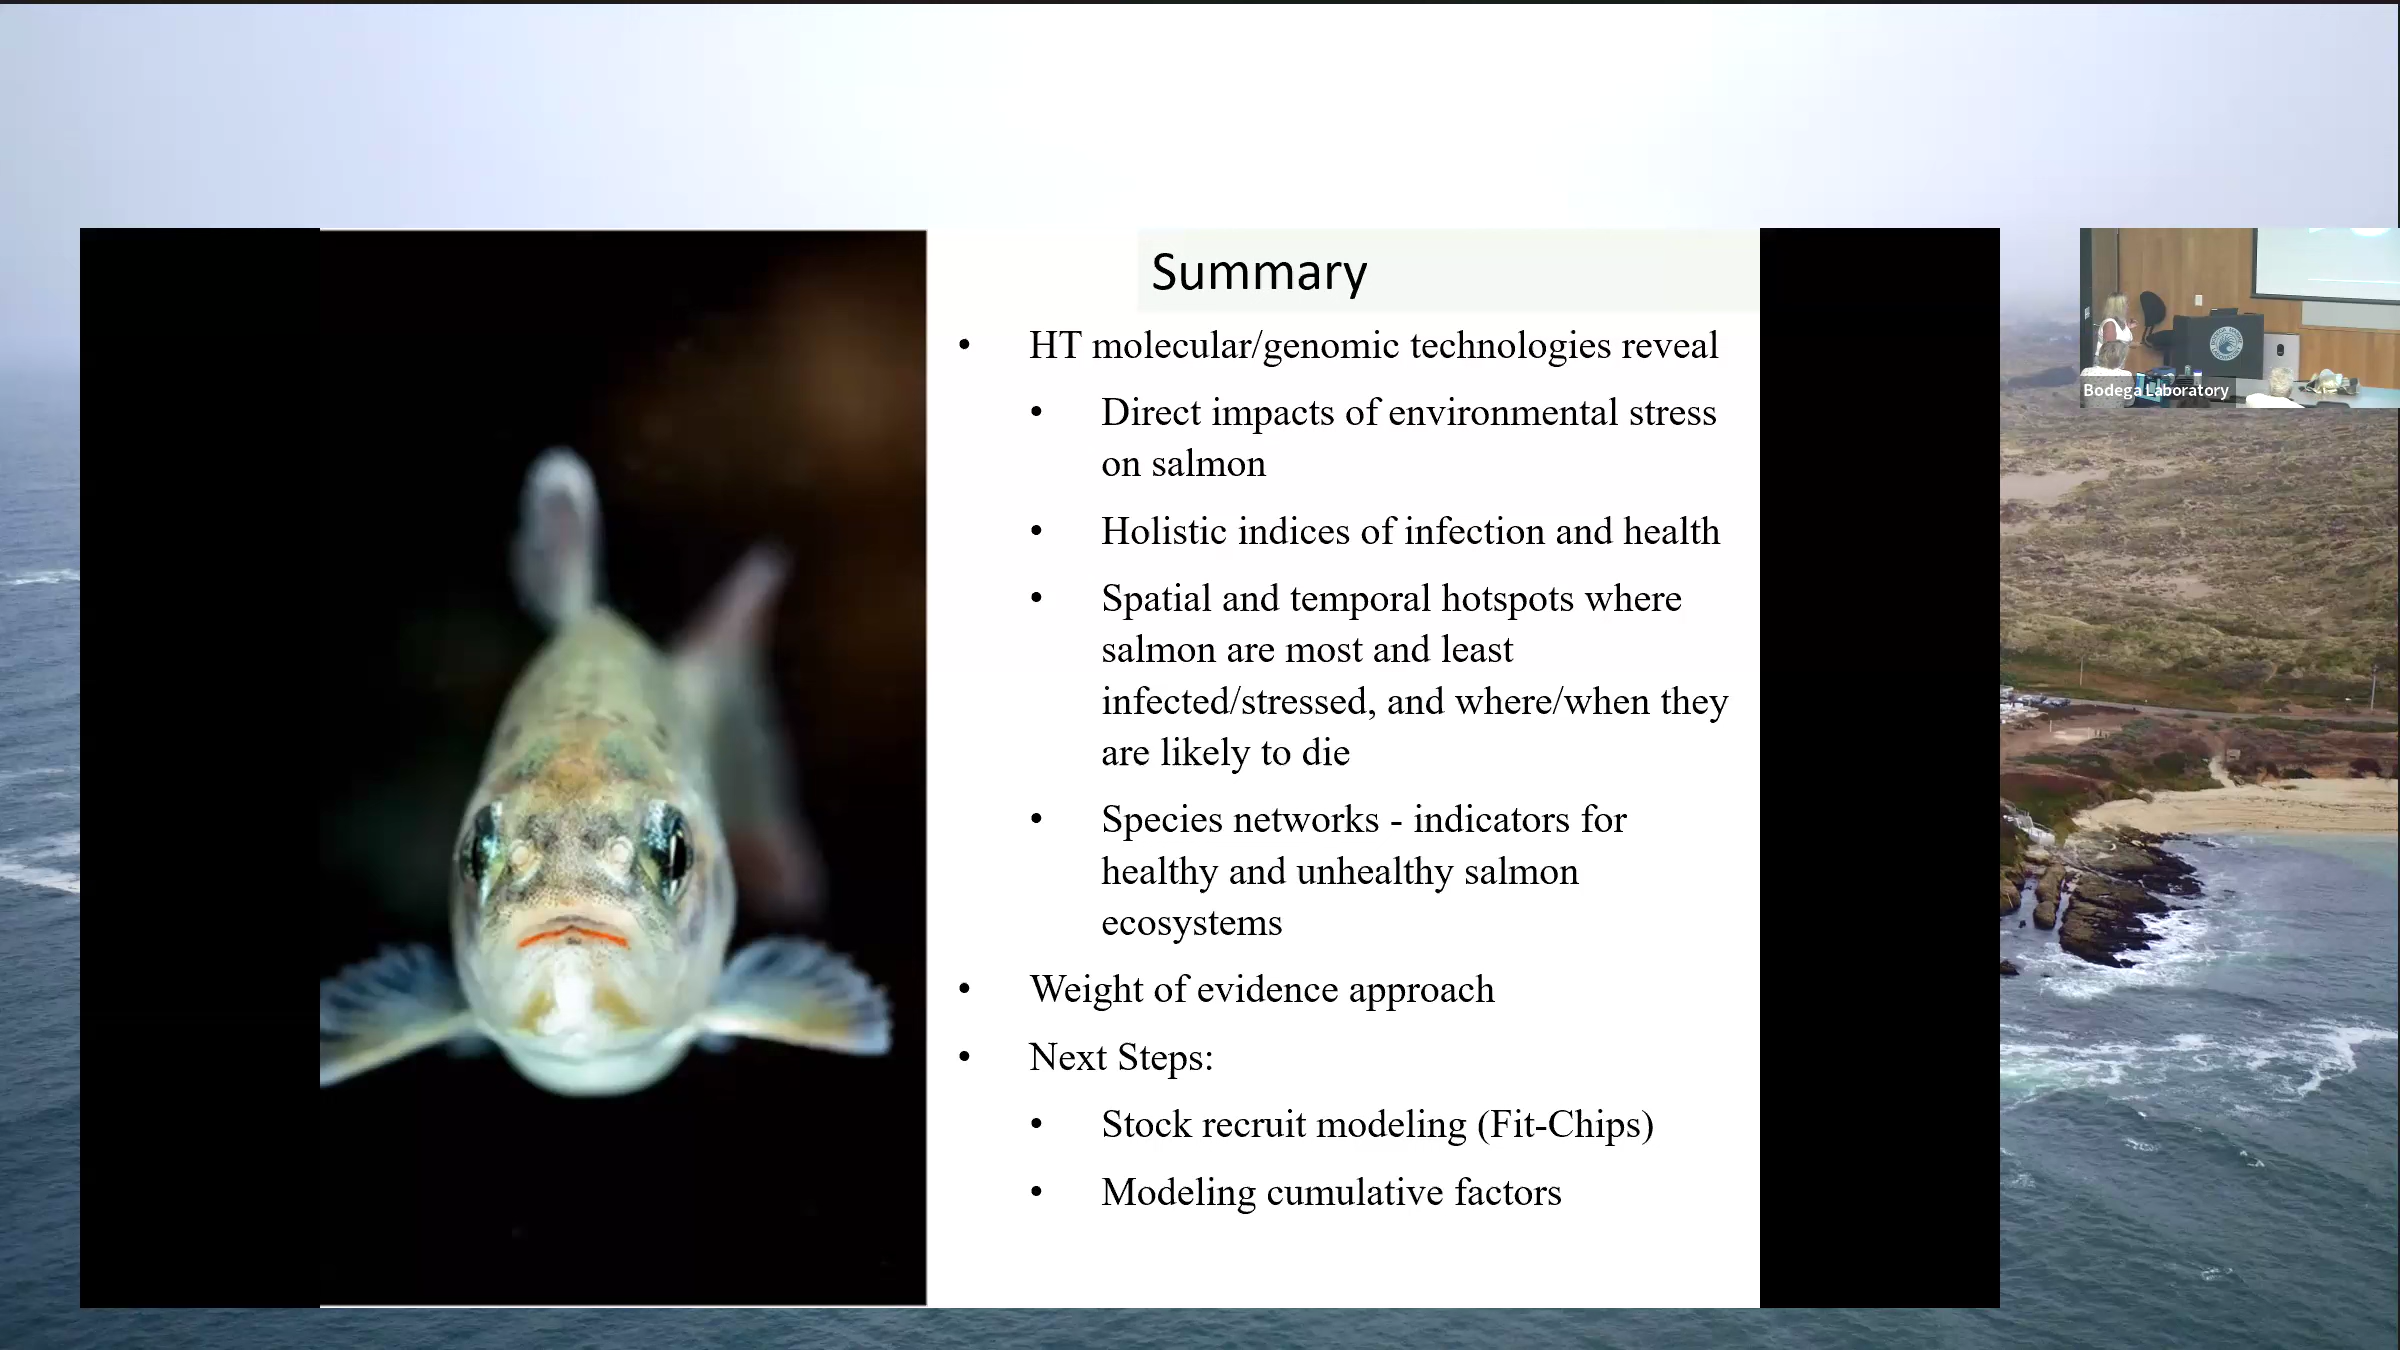 Summary
• HT molecular/genomic technologies reveal
• Direct impacts of environmental stress
on salmon
• Holistic indices of infection and health
• Spatial and temporal hotspots where
salmon are most and least
infected/stressed, and where/when they
are likely to die
• Species networks - indicators for
healthy and unhealthy salmon
ecosystems
• Weight of evidence approach
• Next Steps:
• Stock recruit modeling (Fit-Chips)
• Modeling cumulative factors
Bodega Laboratory